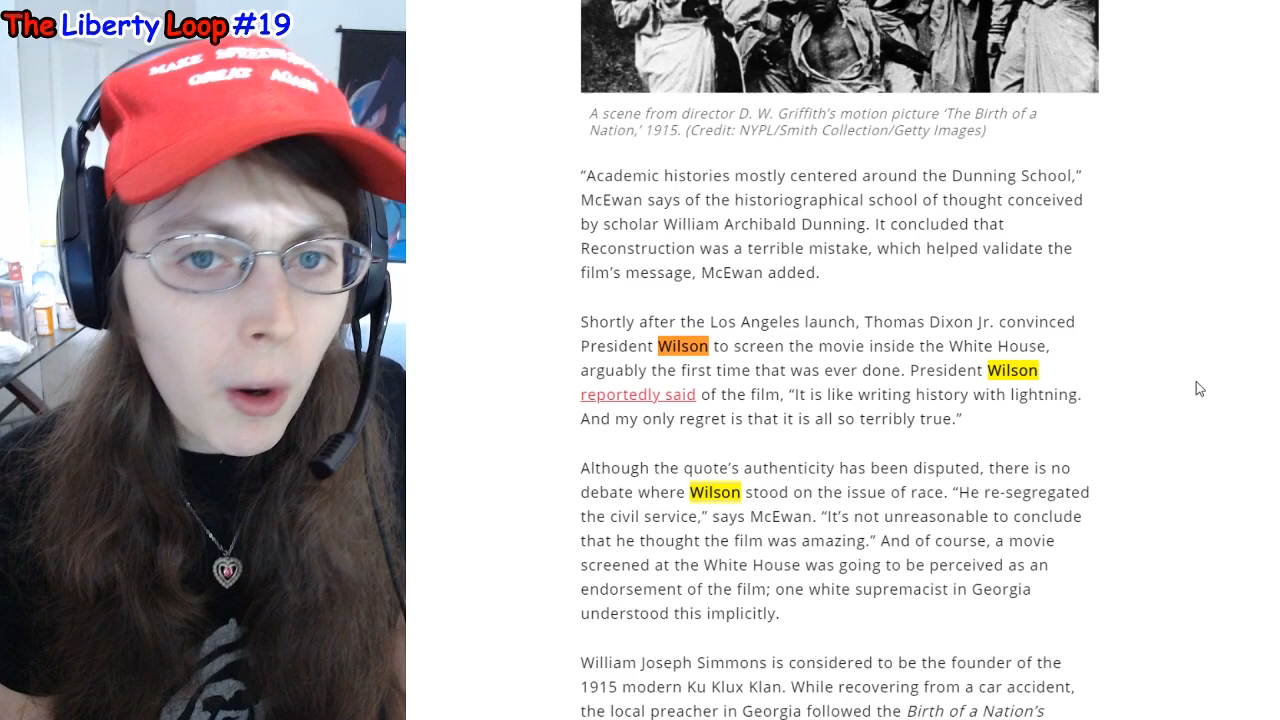 The Liberty Loop #19
MAKE SPEEDRUNS
GREAT AGAIN
A scene from director D. W. Griffith's motion picture 'The Birth of a
Nation,' 1915. (Credit: NYPL/Smith Collection/Getty Images)
“Academic histories mostly centered around the Dunning School,”
McEwan says of the historiographical school of thought conceived
by scholar William Archibald Dunning. It concluded that
Reconstruction was a terrible mistake, which helped validate the
film’s message, McEwan added.
Shortly after the Los Angeles launch, Thomas Dixon Jr. convinced
President Wilson to screen the movie inside the White House,
arguably the first time that was ever done. President Wilson
reportedly said of the film, “It is like writing history with lightning.
And my only regret is that it is all so terribly true.”
Although the quote’s authenticity has been disputed, there is no
debate where Wilson stood on the issue of race. “He re-segregated
the civil service,” says McEwan. “It’s not unreasonable to conclude
that he thought the film was amazing.” And of course, a movie
screened at the White House was going to be perceived as an
endorsement of the film; one white supremacist in Georgia
understood this implicitly.
William Joseph Simmons is considered to be the founder of the
1915 modern Ku Klux Klan. While recovering from a car accident,
the local preacher in Georgia followed the Birth of a Nation’s